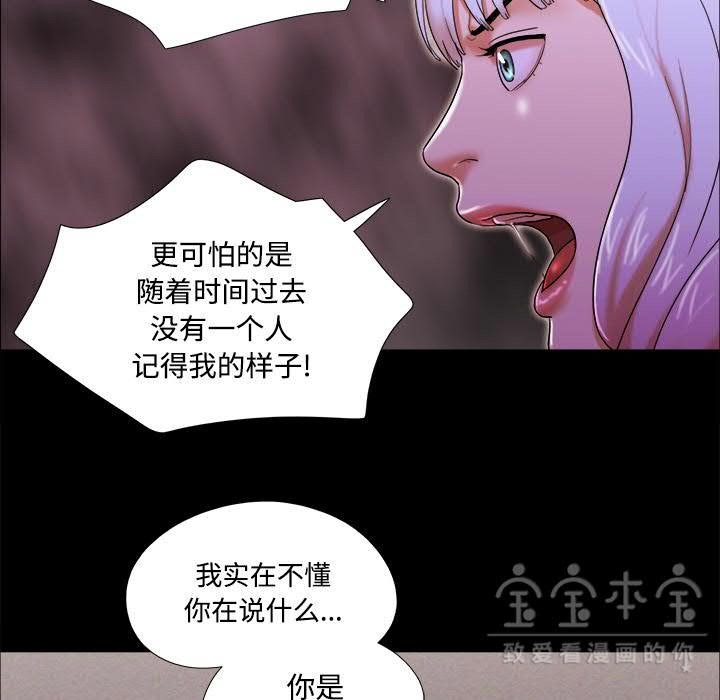 更可怕的是
随着时间过去
没有一个人
记得我的样子!
我实在不懂
你在说什么...
宝宝本宝
致爱看漫画的你
你是